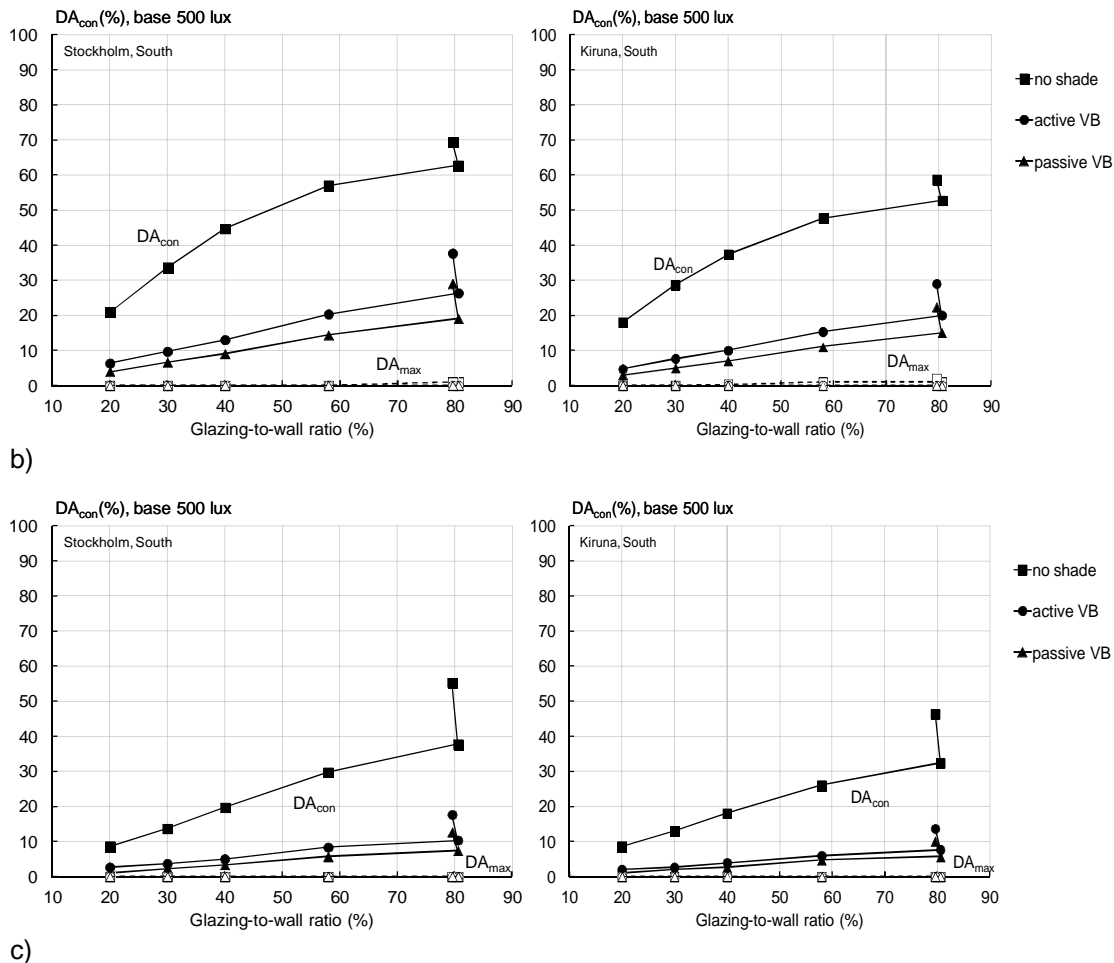 DAcon(%), base 500 lux
Stockholm, South
100
90
80
70
60
50
40
30
20
10
0
DAcon
DAmax
10 20 30 40 50 60 70 80 90
Glazing-to-wall ratio (%)
DAcon(%), base 500 lux
Kiruna, South
100
90
80
70
60
50
40
30
20
10
0
DAcon
DAmax
10 20 30 40 50 60 70 80 90
Glazing-to-wall ratio (%)
no shade
active VB
passive VB
b)
DAcon(%), base 500 lux
Stockholm, South
100
90
80
70
60
50
40
30
20
10
0
DAcon
DAmax
10 20 30 40 50 60 70 80 90
Glazing-to-wall ratio (%)
DAcon(%), base 500 lux
Kiruna, South
100
90
80
70
60
50
40
30
20
10
0
DAcon
DAmax
10 20 30 40 50 60 70 80 90
Glazing-to-wall ratio (%)
no shade
active VB
passive VB
c)